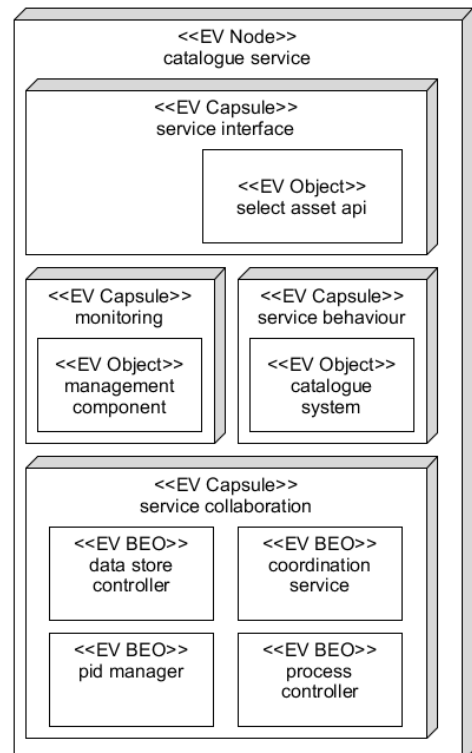 <<EV Node>>
catalogue service
<<EV Capsule>>
service interface
<<EV Object>>
select asset api
<<EV Capsule>>
monitoring
<<EV Object>>
management
component
<<EV Capsule>>
service behaviour
<<EV Object>>
catalogue
system
<<EV Capsule>>
service collaboration
<<EV BEO>>
data store
controller
<<EV BEO>>
coordination
service
<<EV BEO>>
pid manager
<<EV BEO>>
process
controller